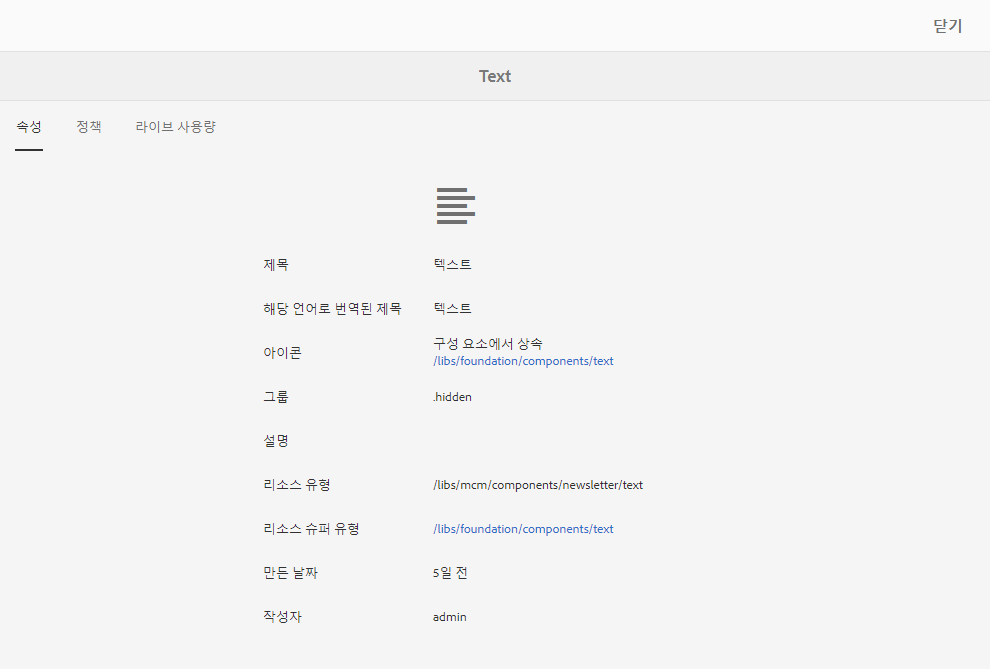 닫기
Text
속성 정책 라이브 사용량
제목 텍스트
해당 언어로 번역된 제목 텍스트
아이콘 구성 요소에서 상속
/libs/foundation/components/text
그룹 .hidden
설명
리소스 유형 /libs/mcm/components/newsletter/text
리소스 슈퍼 유형 /libs/foundation/components/text
만든 날짜 5일 전
작성자 admin